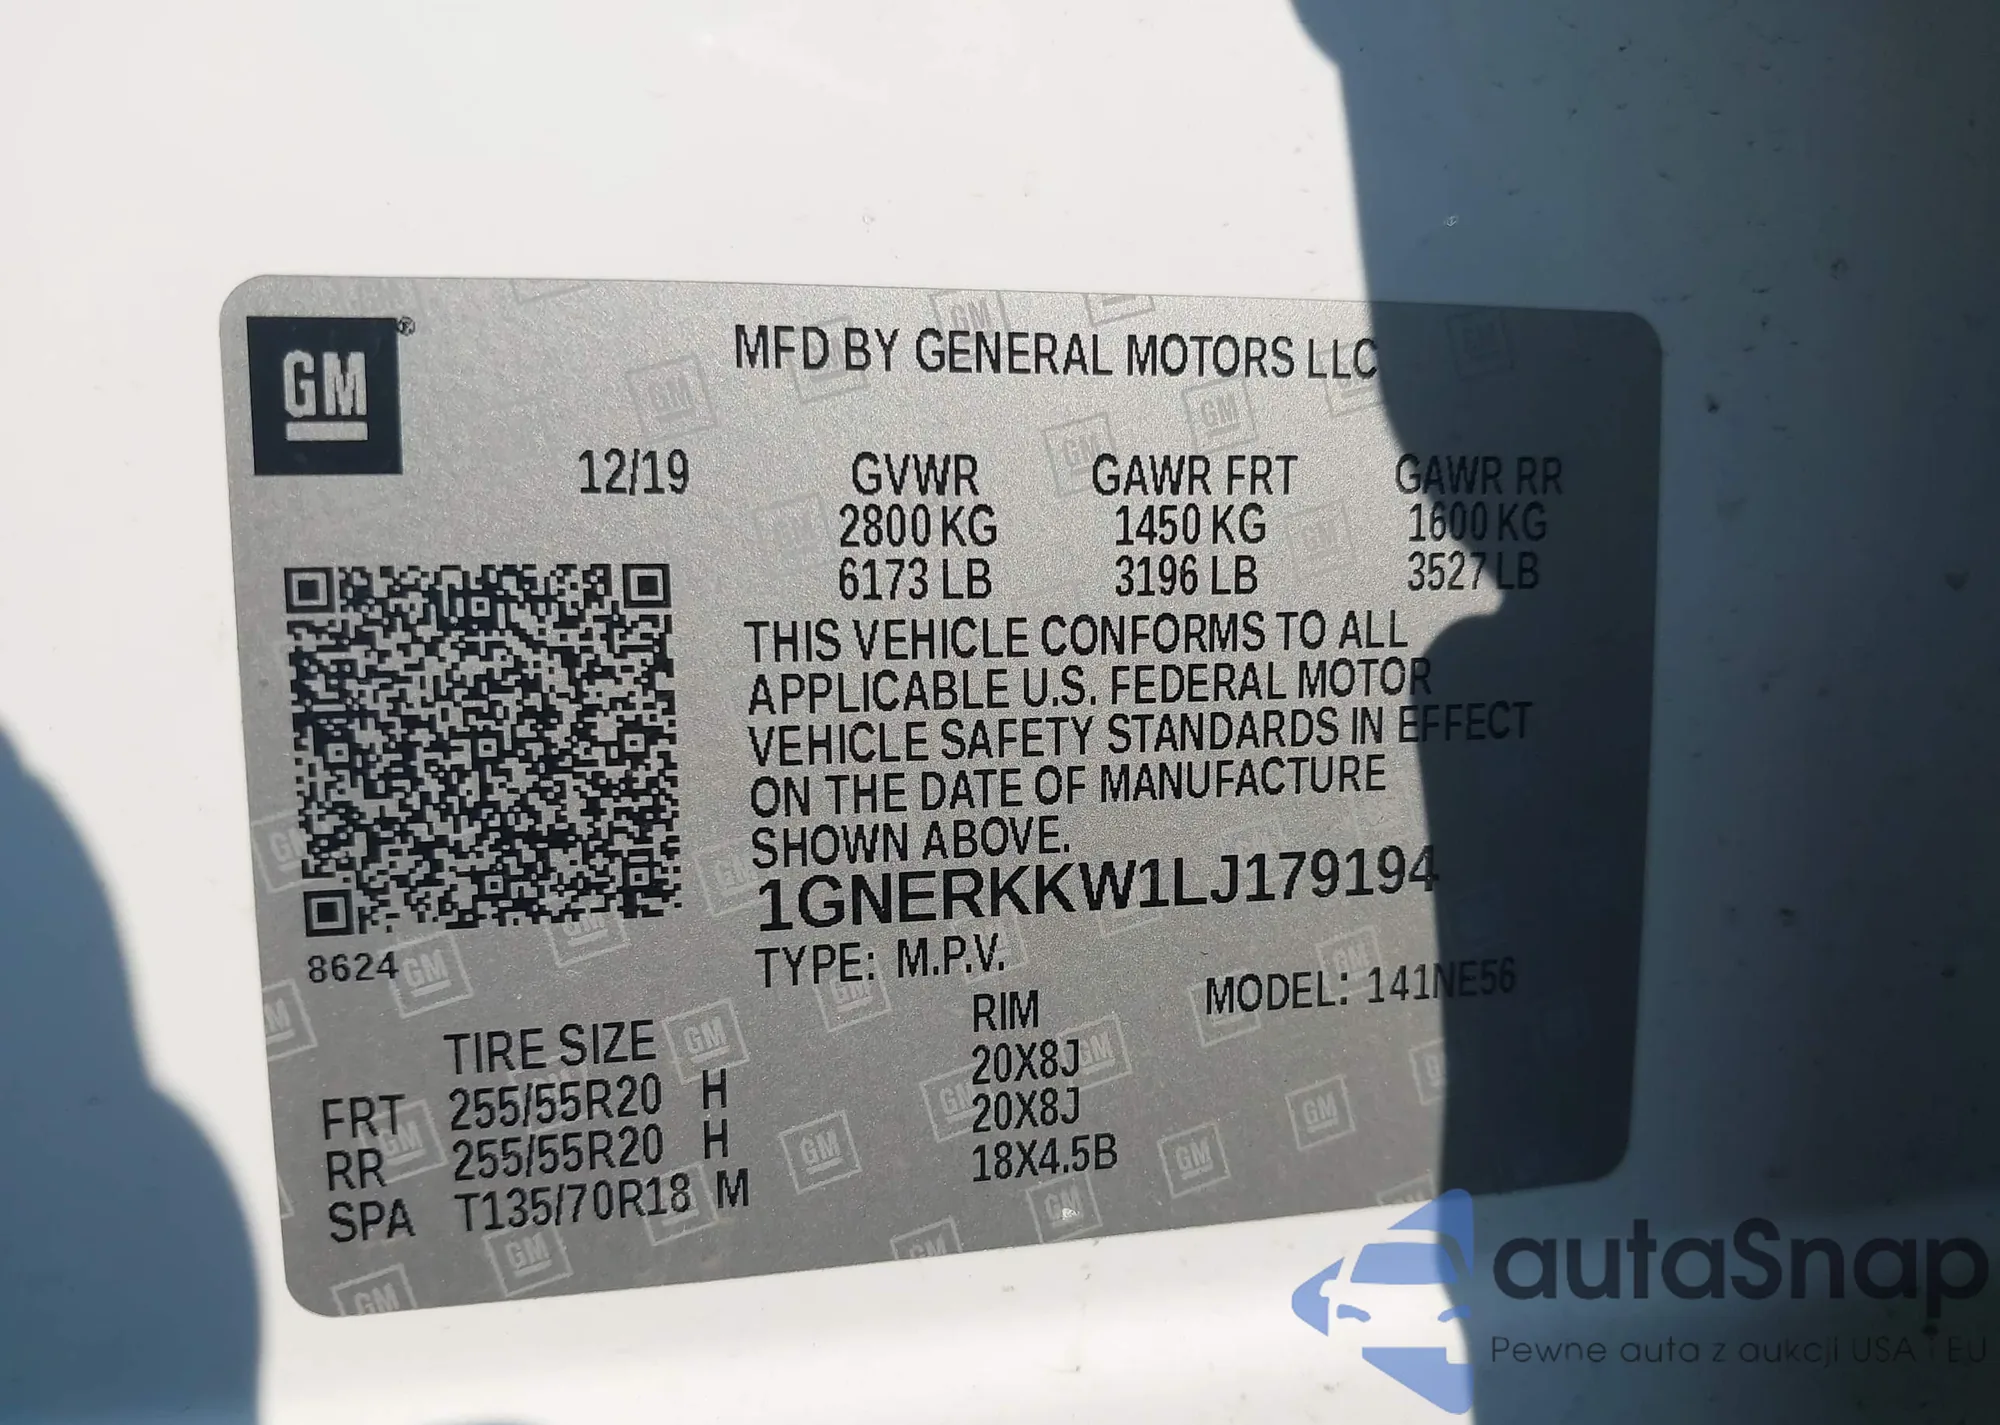 GM ®
MFD BY GENERAL MOTORS LLC
12/19 GVWR GAWR FRT GAWR RR
2800 KG 1450 KG 1600 KG
6173 LB 3196 LB 3527 LB
THIS VEHICLE CONFORMS TO ALL
APPLICABLE U.S. FEDERAL MOTOR
VEHICLE SAFETY STANDARDS IN EFFECT
ON THE DATE OF MANUFACTURE
SHOWN ABOVE.
1GNERKKW1LJ179194
8624
TYPE: M.P.V.
MODEL: 141NE56
TIRE SIZE RIM
FRT 255/55R20 H 20X8J
RR 255/55R20 H 20X8J
SPA T135/70R18 M 18X4.5B
autaSnap
Pewne auta z aukcji USA i EU